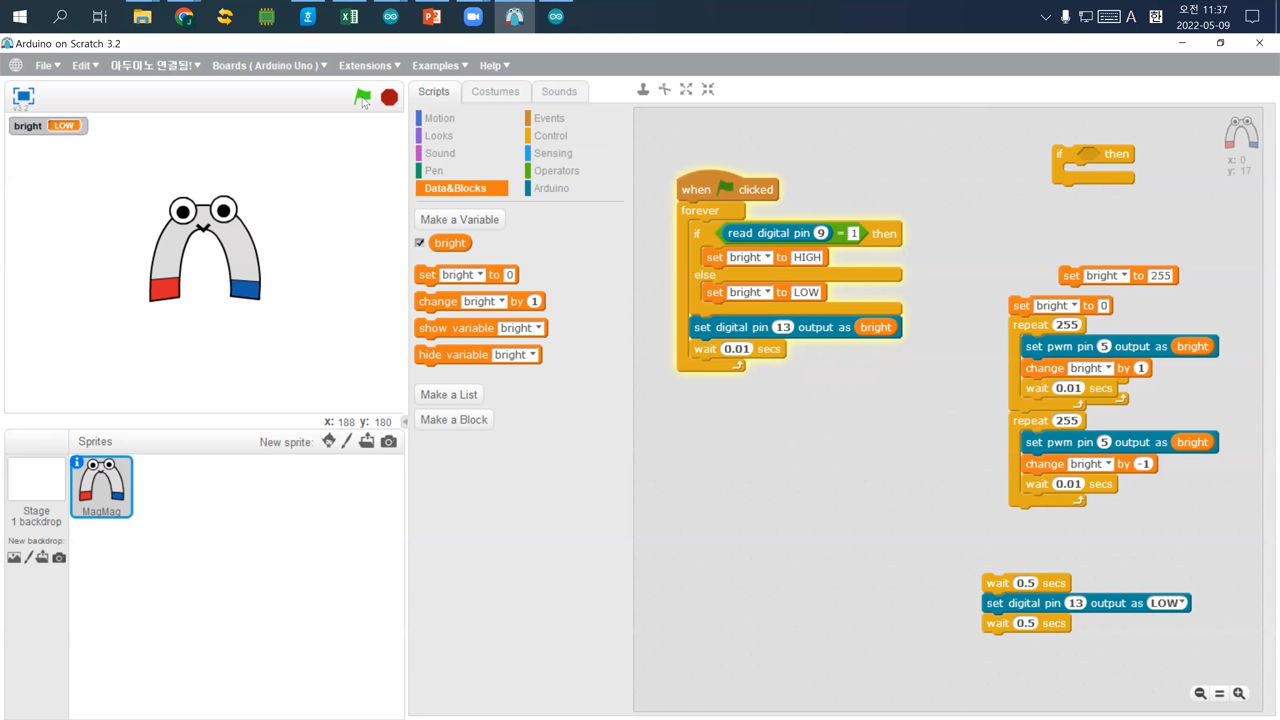 A 한 오전 11:37
2022-05-09
Arduino on Scratch 3.2
File Edit 아두이노 연결됨! Boards ( Arduino Uno ) Extensions Examples Help
v3.2
bright LOW
x: 188 y: 180
Sprites New sprite:
Stage
1 backdrop
New backdrop:
MagMag
Scripts Costumes Sounds
Motion Events
Looks Control
Sound Sensing
Pen Operators
Data&Blocks Arduino
Make a Variable
bright
set bright to 0
change bright by 1
show variable bright
hide variable bright
Make a List
Make a Block
when clicked
forever
if read digital pin 9 = 1 then
set bright to HIGH
else
set bright to LOW
set digital pin 13 output as bright
wait 0.01 secs
if then
x: 0
y: 17
set bright to 255
set bright to 0
repeat 255
set pwm pin 5 output as bright
change bright by 1
wait 0.01 secs
repeat 255
set pwm pin 5 output as bright
change bright by -1
wait 0.01 secs
wait 0.5 secs
set digital pin 13 output as LOW
wait 0.5 secs